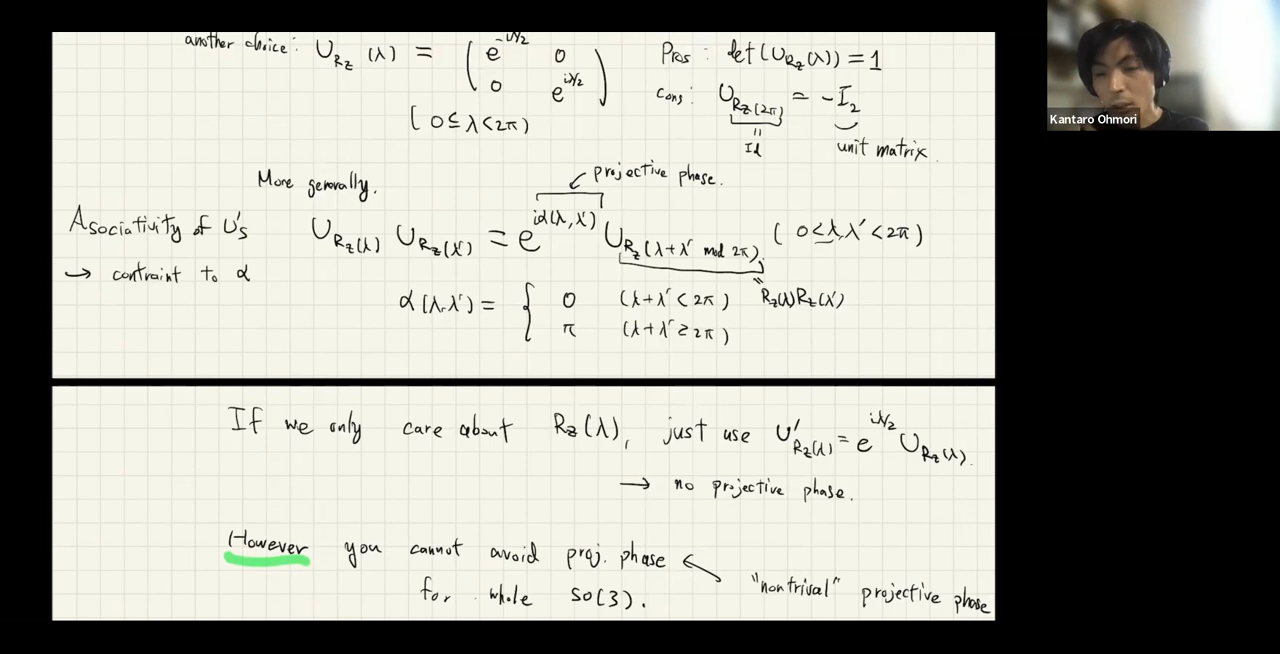 another choice: U_{R_z}(λ) = ( e^{-iλ/2} 0 Pros: det(U_{R_z}(λ)) = 1
0 e^{iλ/2} ) cons: U_{R_z(2π)} = -I_2
[ 0 ≤ λ < 2π) " Id unit matrix.
Kantaro Ohmori
More generally. projective phase.
Asociativity of U's U_{R_z(λ)} U_{R_z(λ')} = e^{iα(λ,λ')} U_{R_z(λ+λ' mod 2π)} ( 0 ≤ λ, λ' < 2π)
→ contraint to α " R_z(λ)R_z(λ')
α(λ,λ') = { 0 (λ+λ' < 2π)
π (λ+λ' ≥ 2π)
If we only care about R_z(λ), just use U'_{R_z(λ)} = e^{iλ/2} U_{R_z(λ)}.
→ no projective phase.
However you cannot avoid proj. phase ←
for whole SO(3). "nontrival" projective phase